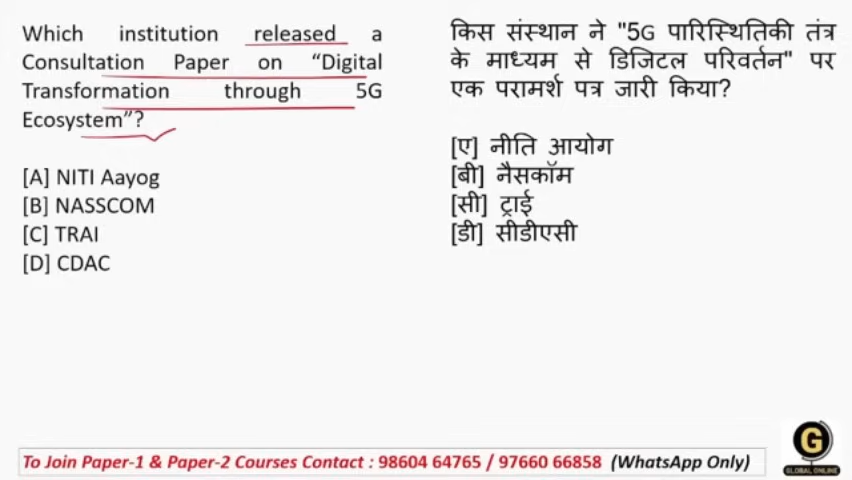 Which institution released a
Consultation Paper on “Digital
Transformation through 5G
Ecosystem”?
[A] NITI Aayog
[B] NASSCOM
[C] TRAI
[D] CDAC
किस संस्थान ने "5G पारिस्थितिकी तंत्र
के माध्यम से डिजिटल परिवर्तन" पर
एक परामर्श पत्र जारी किया?
[ए] नीति आयोग
[बी] नैसकॉम
[सी] ट्राई
[डी] सीडीएसी
G
GLOBAL ONLINE
To Join Paper-1 & Paper-2 Courses Contact : 98604 64765 / 97660 66858 (WhatsApp Only)